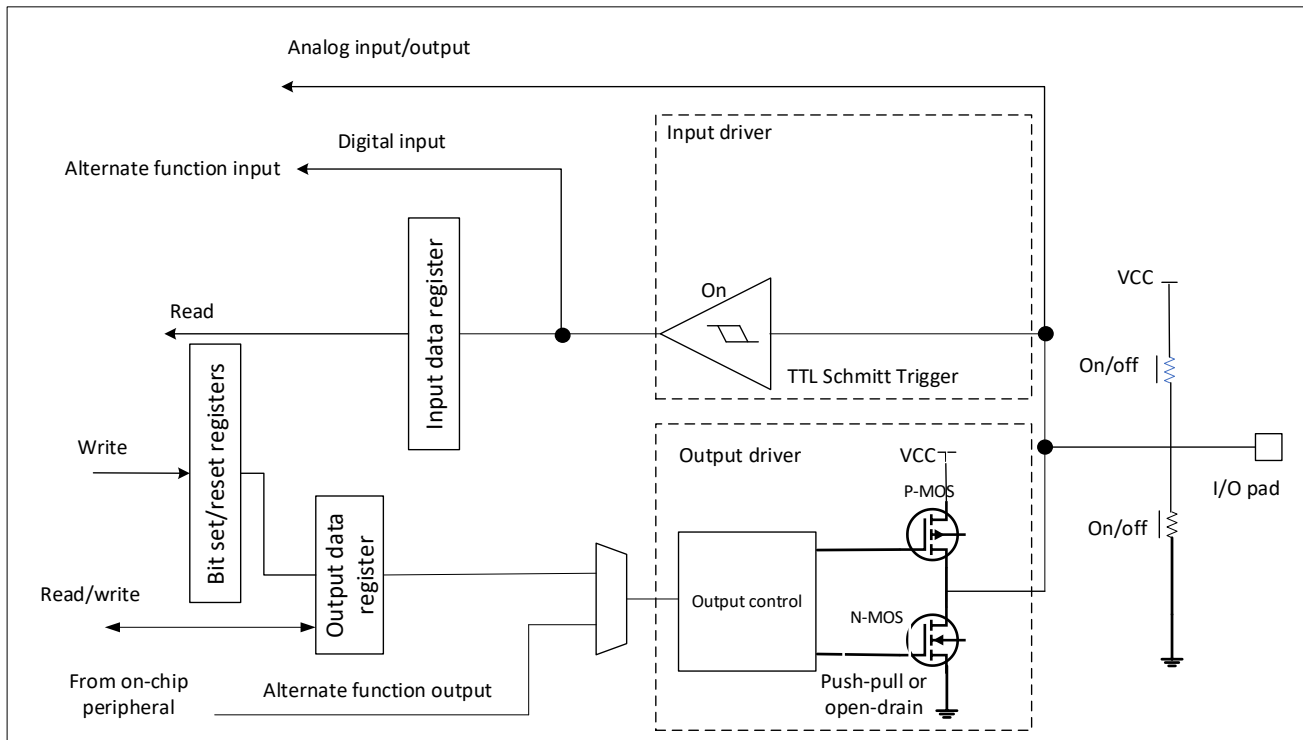 Analog input/output
Digital input
Input driver
Alternate function input
Input data register
On
VCC
Read
TTL Schmitt Trigger
On/off
Bit set/reset registers
Write
Output driver
VCC
I/O pad
P-MOS
On/off
Output data
register
Read/write
Output control
N-MOS
From on-chip
peripheral
Alternate function output
Push-pull or
open-drain